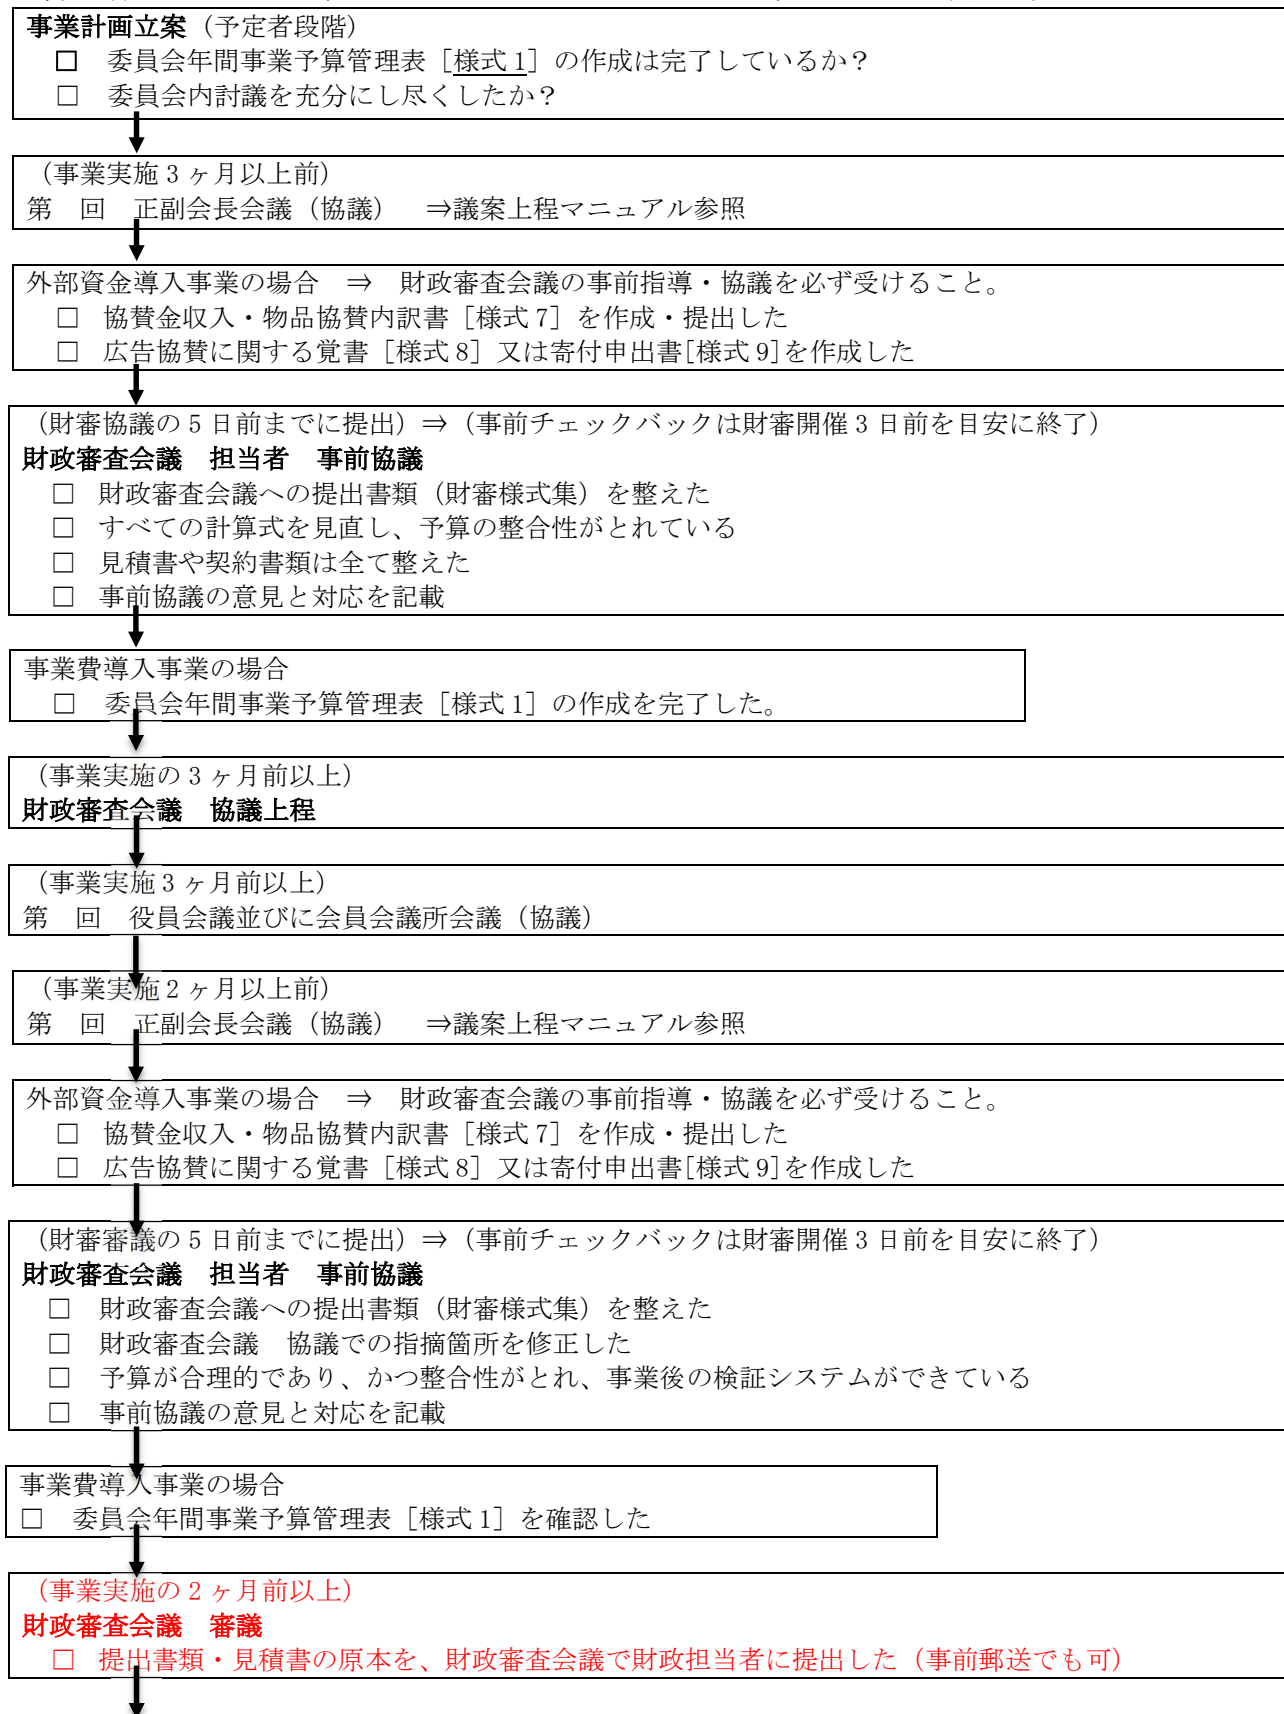 事業計画立案（予定者段階）
□　委員会年間事業予算管理表［様式1］の作成は完了しているか？
□　委員会内討議を充分にし尽くしたか？
（事業実施3ヶ月以上前）
第　回　正副会長会議（協議）　⇒議案上程マニュアル参照
外部資金導入事業の場合　⇒　財政審査会議の事前指導・協議を必ず受けること。
□　協賛金収入・物品協賛内訳書［様式7］を作成・提出した
□　広告協賛に関する覚書［様式8］又は寄付申出書[様式9]を作成した
（財審協議の5日前までに提出）⇒（事前チェックバックは財審開催3日前を目安に終了）
財政審査会議　担当者　事前協議
□　財政審査会議への提出書類（財審様式集）を整えた
□　すべての計算式を見直し、予算の整合性がとれている
□　見積書や契約書類は全て整えた
□　事前協議の意見と対応を記載
事業費導入事業の場合
□　委員会年間事業予算管理表［様式1］の作成を完了した。
（事業実施の3ヶ月前以上）
財政審査会議　協議上程
（事業実施3ヶ月前以上）
第　回　役員会議並びに会員会議所会議（協議）
（事業実施2ヶ月以上前）
第　回　正副会長会議（協議）　⇒議案上程マニュアル参照
外部資金導入事業の場合　⇒　財政審査会議の事前指導・協議を必ず受けること。
□　協賛金収入・物品協賛内訳書［様式7］を作成・提出した
□　広告協賛に関する覚書［様式8］又は寄付申出書[様式9]を作成した
（財審審議の5日前までに提出）⇒（事前チェックバックは財審開催3日前を目安に終了）
財政審査会議　担当者　事前協議
□　財政審査会議への提出書類（財審様式集）を整えた
□　財政審査会議　協議での指摘箇所を修正した
□　予算が合理的であり、かつ整合性がとれ、事業後の検証システムができている
□　事前協議の意見と対応を記載
事業費導入事業の場合
□　委員会年間事業予算管理表［様式1］を確認した
（事業実施の2ヶ月前以上）
財政審査会議　審議
□　提出書類・見積書の原本を、財政審査会議で財政担当者に提出した（事前郵送でも可）